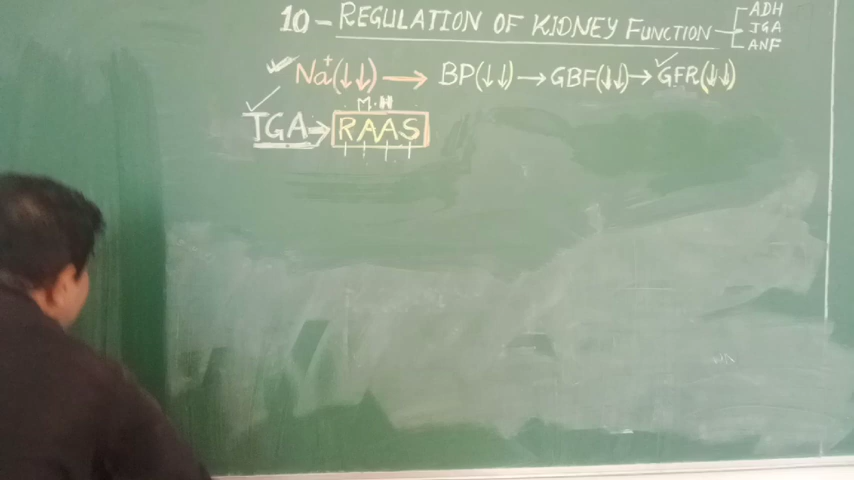 10 - REGULATION OF KIDNEY FUNCTION
ADH
JGA
ANF
Na+(↓↓) → BP(↓↓) → GBF(↓↓) → GFR(↓↓)
M.H
JGA → RAAS